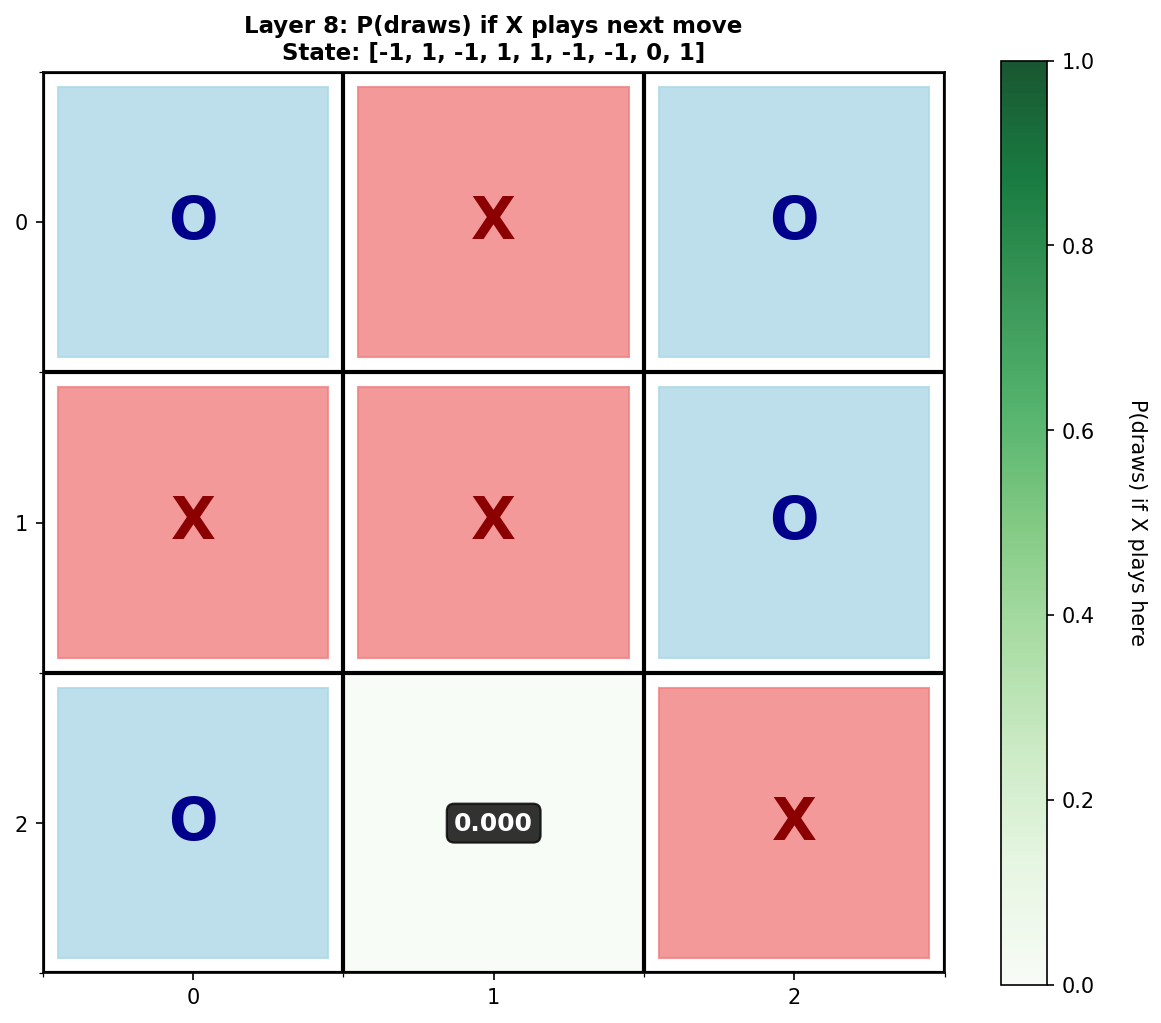 Layer 8: P(draws) if X plays next move
State: [-1, 1, -1, 1, 1, -1, -1, 0, 1]
O X O
X X O
O 0.000 X
0
1
2
0 1 2
1.0
0.8
0.6
0.4
0.2
0.0
P(draws) if X plays here